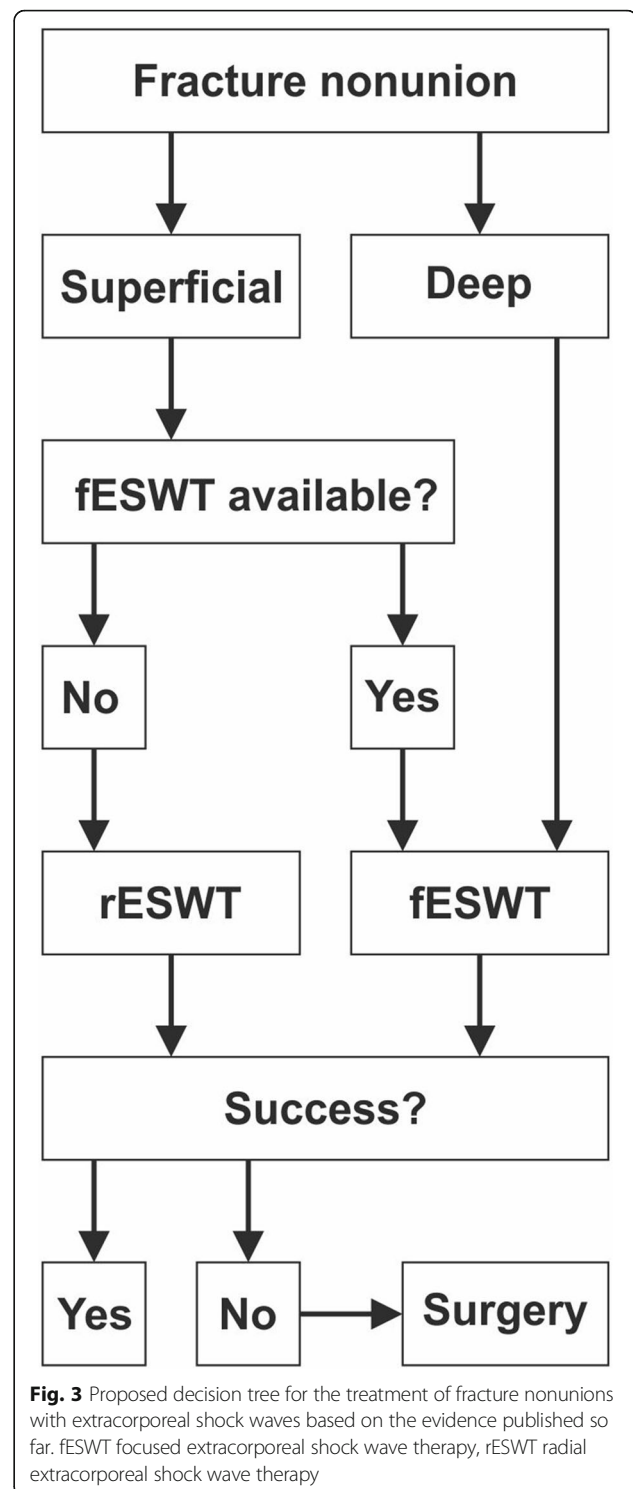 Fracture nonunion
Superficial
Deep
fESWT available?
No
Yes
rESWT
fESWT
Success?
Yes
No
Surgery
Fig. 3 Proposed decision tree for the treatment of fracture nonunions
with extracorporeal shock waves based on the evidence published so
far. fESWT focused extracorporeal shock wave therapy, rESWT radial
extracorporeal shock wave therapy